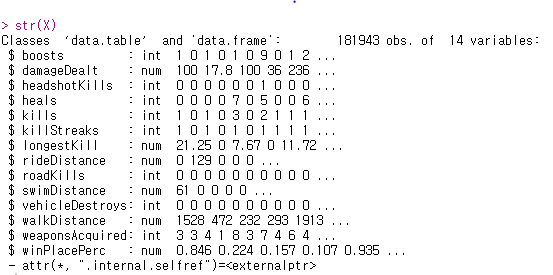 > str(X)
Classes ‘data.table’ and 'data.frame': 181943 obs. of 14 variables:
$ boosts : int 1 0 1 0 1 0 9 0 1 2 ...
$ damageDealt : num 100 17.8 100 36 236 ...
$ headshotKills : int 0 0 0 0 0 0 1 0 0 0 ...
$ heals : int 0 0 0 0 7 0 5 0 0 6 ...
$ kills : int 1 0 1 0 3 0 2 1 1 1 ...
$ killStreaks : int 1 0 1 0 1 0 1 1 1 1 ...
$ longestKill : num 21.25 0 7.67 0 11.72 ...
$ rideDistance : num 0 129 0 0 0 ...
$ roadKills : int 0 0 0 0 0 0 0 0 0 0 ...
$ swimDistance : num 61 0 0 0 0 ...
$ vehicleDestroys: int 0 0 0 0 0 0 0 0 0 0 ...
$ walkDistance : num 1528 472 232 293 1913 ...
$ weaponsAcquired: int 3 3 4 1 8 3 7 4 6 4 ...
$ winPlacePerc : num 0.846 0.224 0.157 0.107 0.935 ...
- attr(*, ".internal.selfref")=<externalptr>